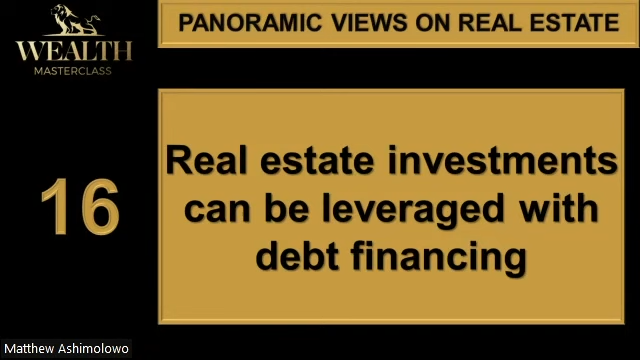 PANORAMIC VIEWS ON REAL ESTATE
WEALTH
MASTERCLASS
16
Real estate investments
can be leveraged with
debt financing
Matthew Ashimolowo